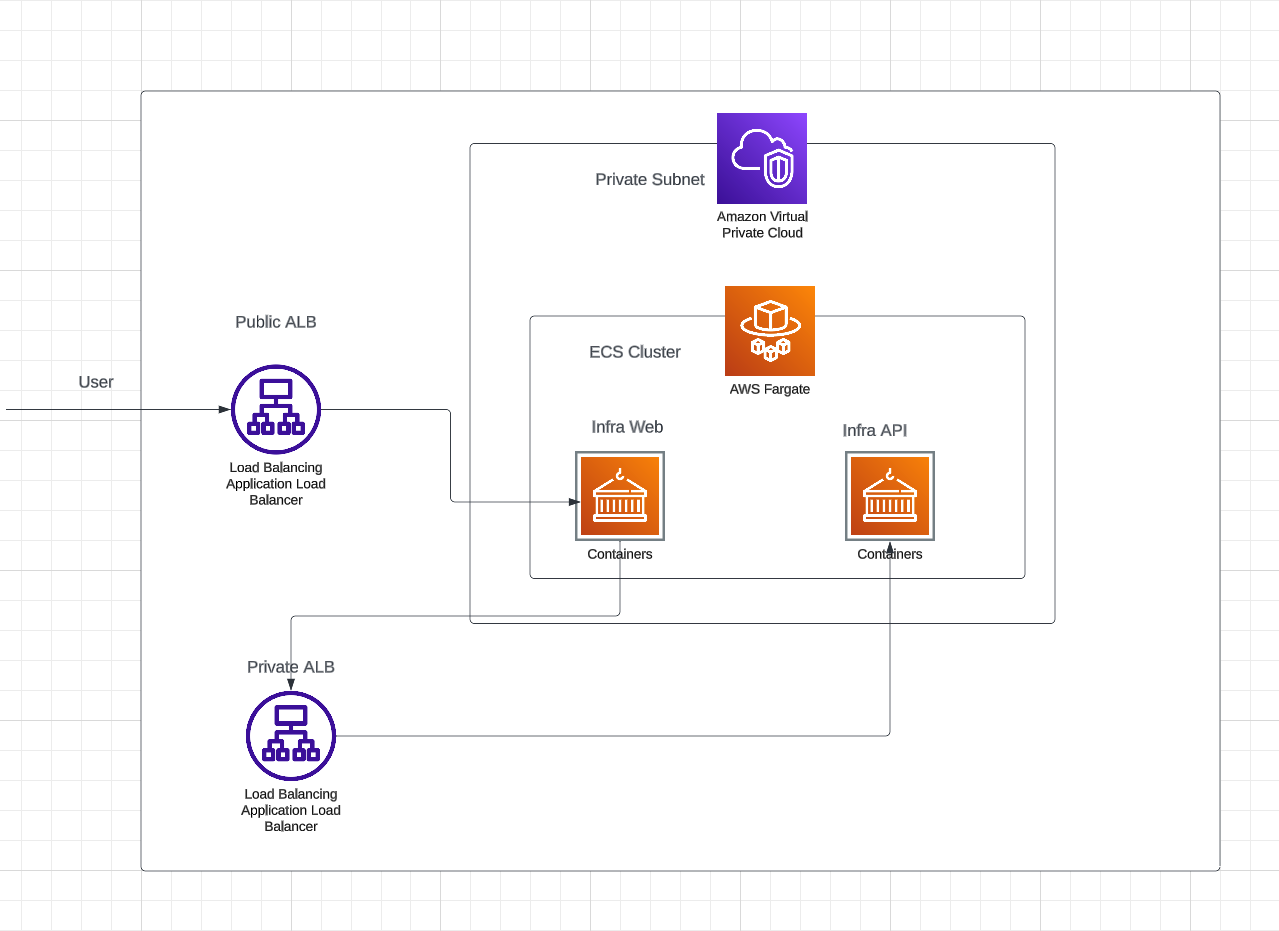 Private Subnet
Amazon Virtual
Private Cloud
Public ALB
ECS Cluster
User
AWS Fargate
Infra Web
Infra API
Load Balancing
Application Load
Balancer
Containers
Containers
Private ALB
Load Balancing
Application Load
Balancer